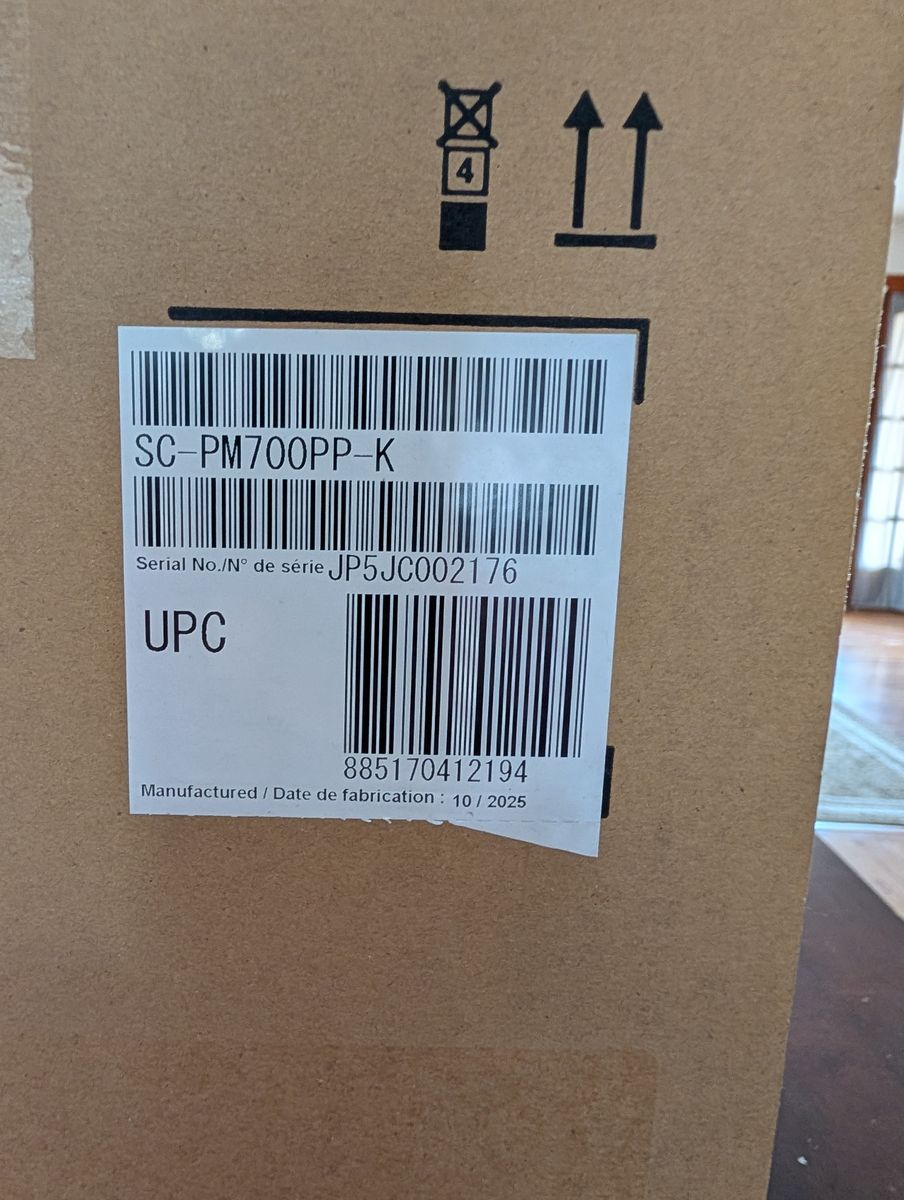 4
SC-PM700PP-K
Serial No./N° de série JP5JC002176
UPC
885170412194
Manufactured / Date de fabrication : 10 / 2025